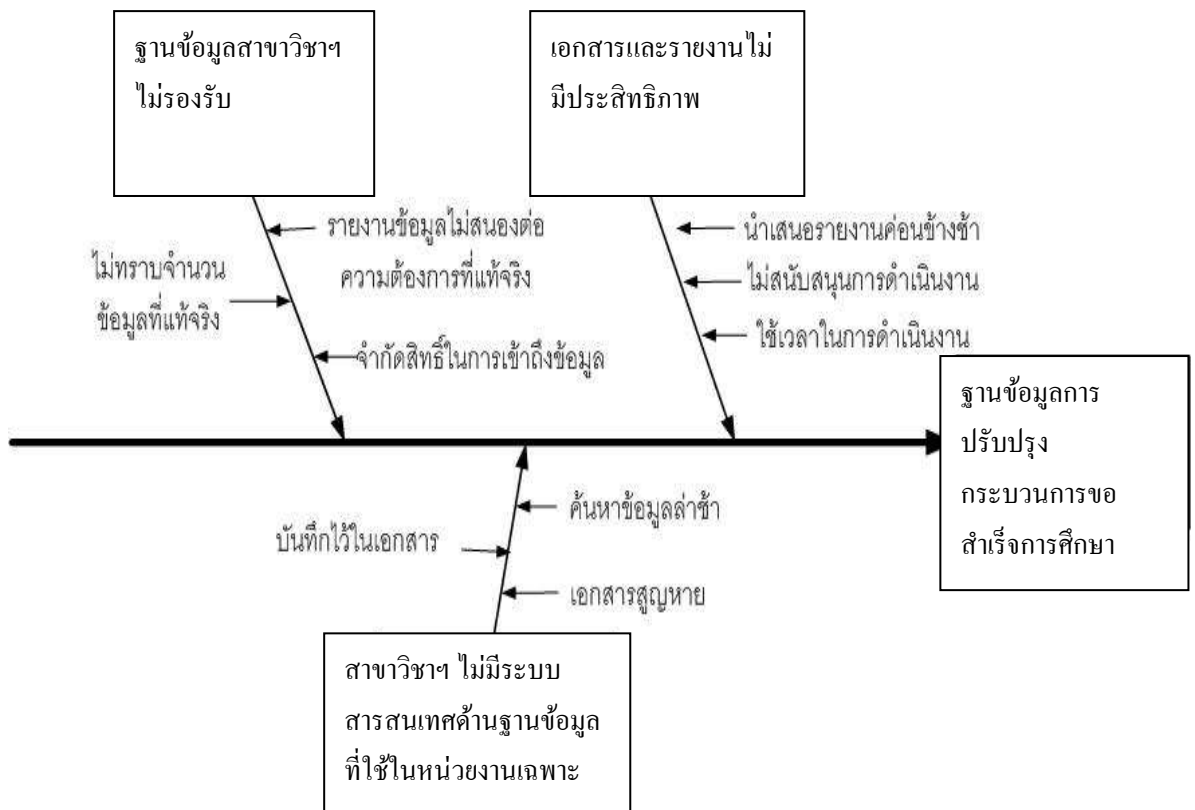 ฐานข้อมูลสาขาวิชาฯ
ไม่รองรับ
เอกสารและรายงานไม่
มีประสิทธิภาพ
รายงานข้อมูลไม่สนองต่อ
ความต้องการที่แท้จริง
ไม่ทราบจำนวน
ข้อมูลที่แท้จริง
จำกัดสิทธิ์ในการเข้าถึงข้อมูล
นำเสนอรายงานค่อนข้างช้า
ไม่สนับสนุนการดำเนินงาน
ใช้เวลาในการดำเนินงาน
ฐานข้อมูลการ
ปรับปรุง
กระบวนการขอ
สำเร็จการศึกษา
ค้นหาข้อมูลล่าช้า
บันทึกไว้ในเอกสาร
เอกสารสูญหาย
สาขาวิชาฯ ไม่มีระบบ
สารสนเทศด้านฐานข้อมูล
ที่ใช้ในหน่วยงานเฉพาะ